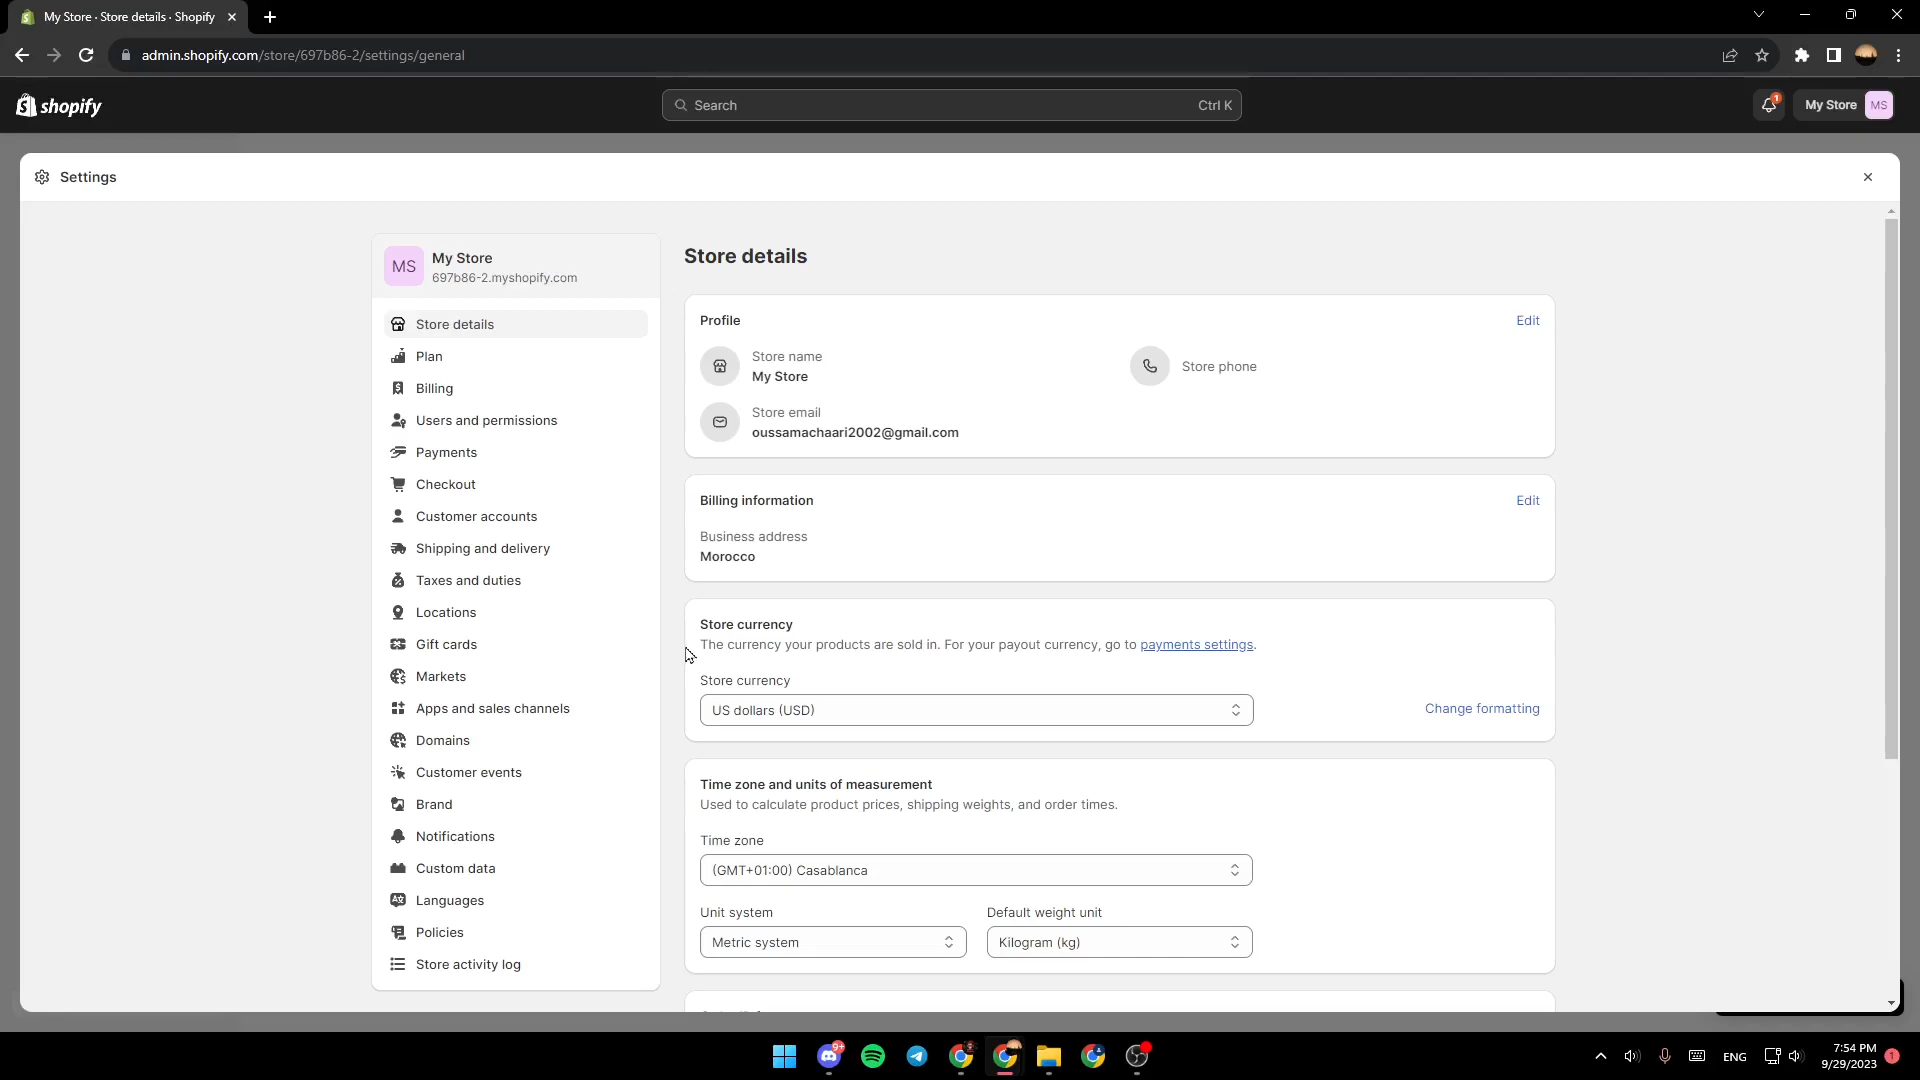 My Store · Store details · Shopify
admin.shopify.com/store/697b86-2/settings/general
shopify
Search
Ctrl K
1
My Store
MS
Settings
MS
My Store
697b86-2.myshopify.com
Store details
Plan
Billing
Users and permissions
Payments
Checkout
Customer accounts
Shipping and delivery
Taxes and duties
Locations
Gift cards
Markets
Apps and sales channels
Domains
Customer events
Brand
Notifications
Custom data
Languages
Policies
Store activity log
Store details
Profile
Edit
Store name
My Store
Store phone
Store email
oussamachaari2002@gmail.com
Billing information
Edit
Business address
Morocco
Store currency
The currency your products are sold in. For your payout currency, go to payments settings.
Store currency
US dollars (USD)
Change formatting
Time zone and units of measurement
Used to calculate product prices, shipping weights, and order times.
Time zone
(GMT+01:00) Casablanca
Unit system
Default weight unit
Metric system
Kilogram (kg)
9+
ENG
7:54 PM
9/29/2023
1